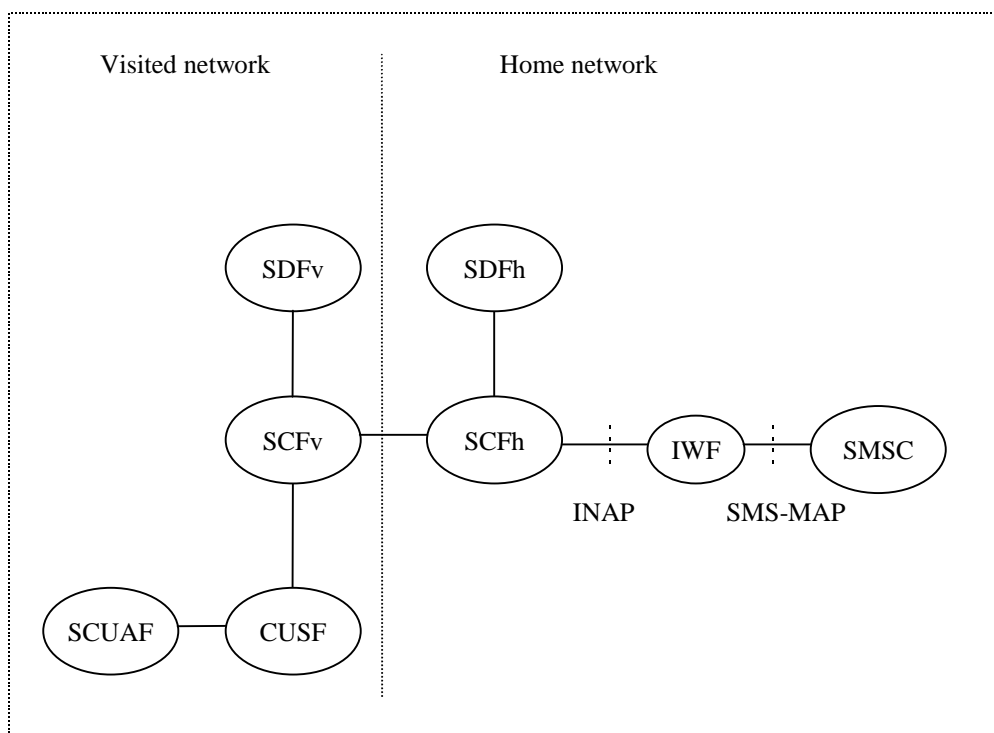 Visited network
Home network
SDFv
SDFh
SCFv
SCFh
IWF
SMSC
INAP
SMS-MAP
SCUAF
CUSF